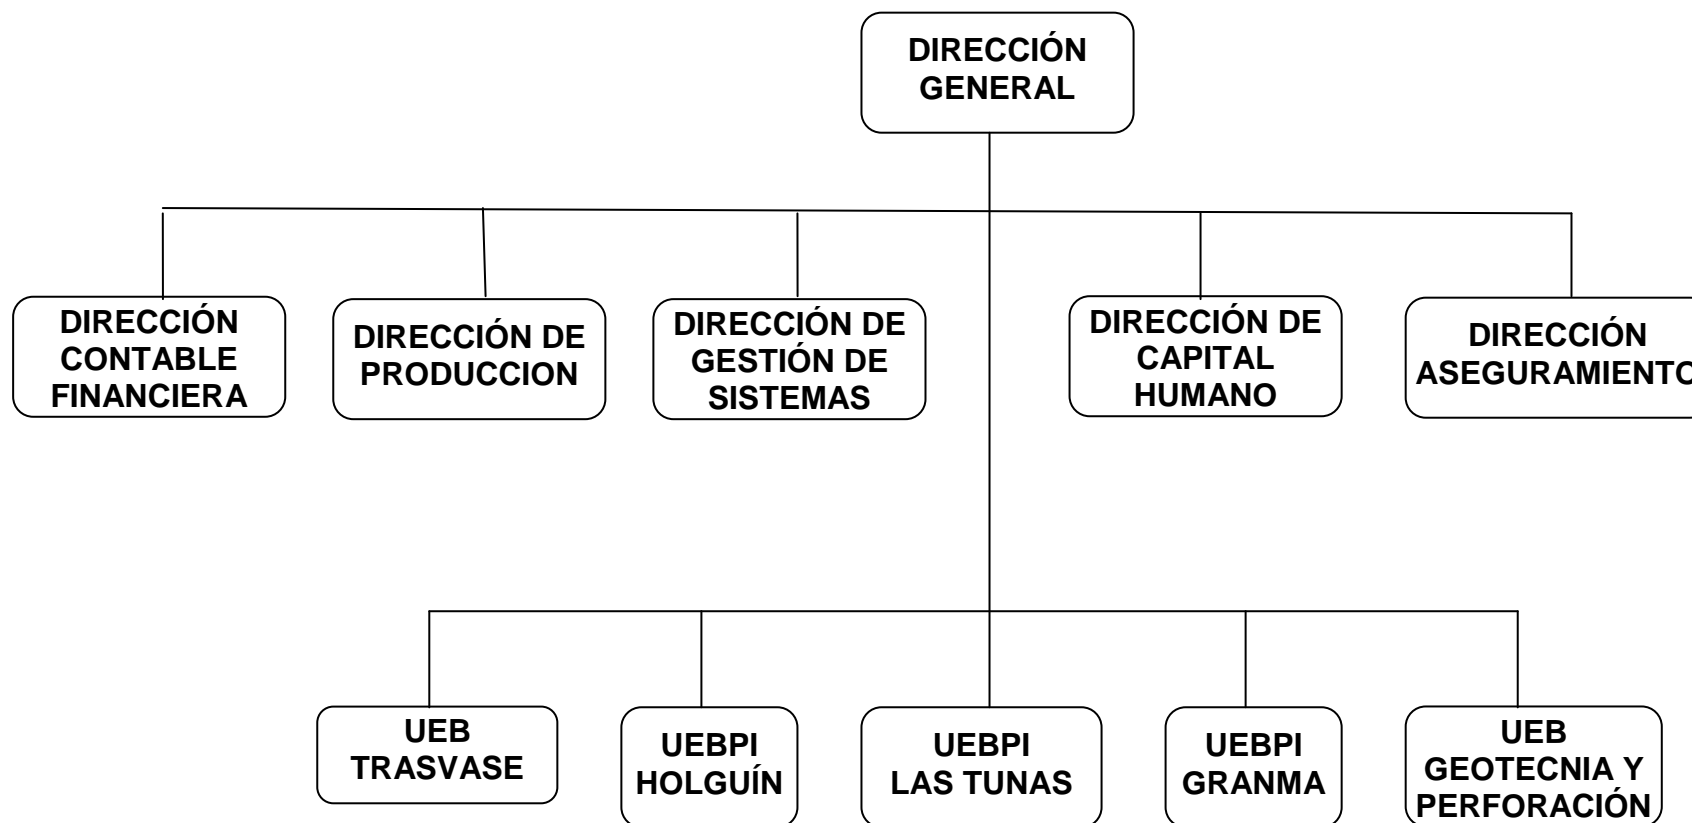 DIRECCIÓN
GENERAL
DIRECCIÓN
CONTABLE
FINANCIERA
DIRECCIÓN DE
PRODUCCION
DIRECCIÓN DE
GESTIÓN DE
SISTEMAS
DIRECCIÓN DE
CAPITAL
HUMANO
DIRECCIÓN
ASEGURAMIENTO
UEB
TRASVASE
UEBPI
HOLGUÍN
UEBPI
LAS TUNAS
UEBPI
GRANMA
UEB
GEOTECNIA Y
PERFORACIÓN